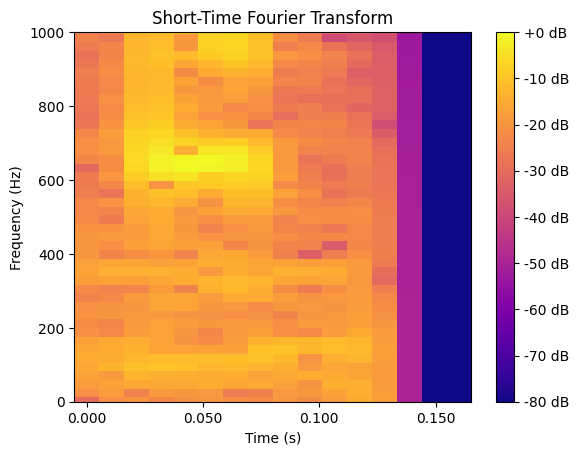 Short-Time Fourier Transform
1000
800
600
400
200
0
Frequency (Hz)
0.000
0.050
0.100
0.150
Time (s)
+0 dB
-10 dB
-20 dB
-30 dB
-40 dB
-50 dB
-60 dB
-70 dB
-80 dB